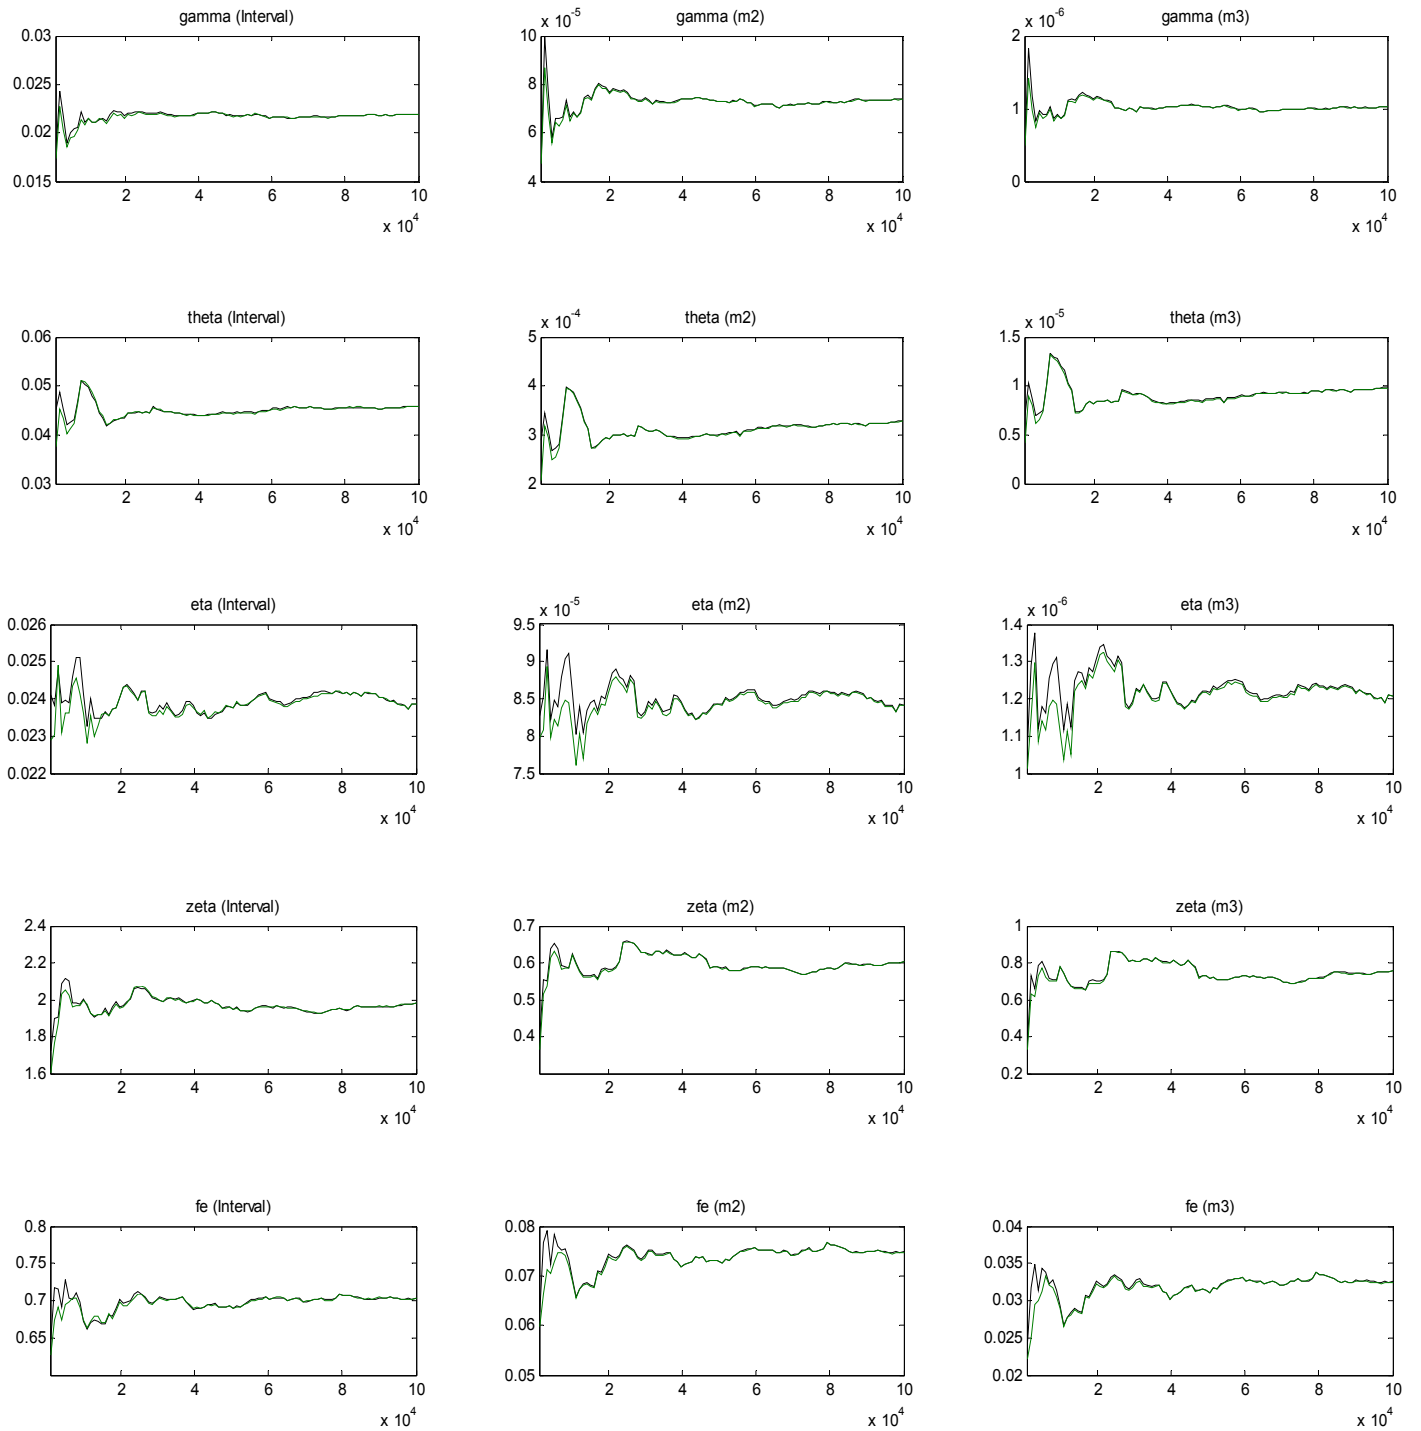 gamma (Interval)
0.03
0.025
0.02
0.015
2 4 6 8 10
x 10^4
gamma (m2)
x 10^-5
10
8
6
4
2 4 6 8 10
x 10^4
gamma (m3)
x 10^-6
2
1
0
2 4 6 8 10
x 10^4
theta (Interval)
0.06
0.05
0.04
0.03
2 4 6 8 10
x 10^4
theta (m2)
x 10^-4
5
4
3
2
2 4 6 8 10
x 10^4
theta (m3)
x 10^-5
1.5
1
0.5
0
2 4 6 8 10
x 10^4
eta (Interval)
0.026
0.025
0.024
0.023
0.022
2 4 6 8 10
x 10^4
eta (m2)
x 10^-5
9.5
9
8.5
8
7.5
2 4 6 8 10
x 10^4
eta (m3)
x 10^-6
1.4
1.3
1.2
1.1
1
2 4 6 8 10
x 10^4
zeta (Interval)
2.4
2.2
2
1.8
1.6
2 4 6 8 10
x 10^4
zeta (m2)
0.7
0.6
0.5
0.4
2 4 6 8 10
x 10^4
zeta (m3)
1
0.8
0.6
0.4
0.2
2 4 6 8 10
x 10^4
fe (Interval)
0.8
0.75
0.7
0.65
2 4 6 8 10
x 10^4
fe (m2)
0.08
0.07
0.06
0.05
2 4 6 8 10
x 10^4
fe (m3)
0.04
0.035
0.03
0.025
0.02
2 4 6 8 10
x 10^4